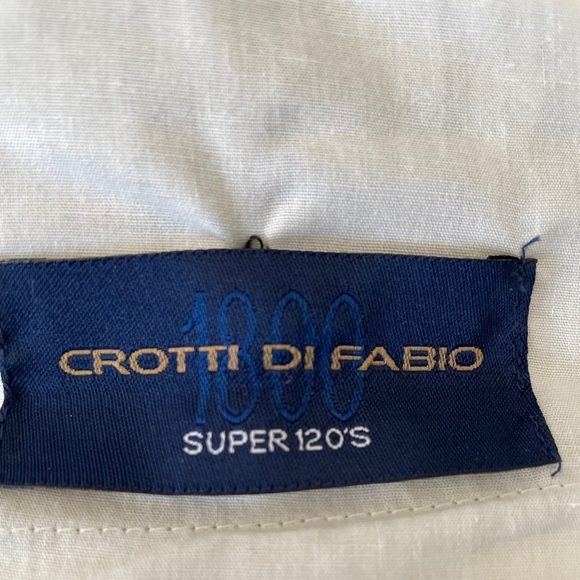 1800
CROTTI DI FABIO
SUPER 120'S